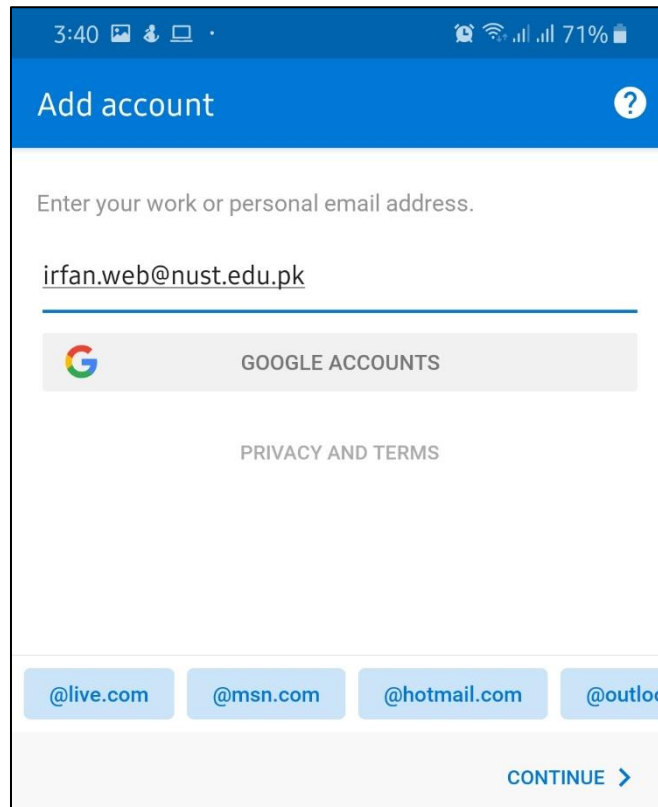 3:40 71%
Add account ?
Enter your work or personal email address.
irfan.web@nust.edu.pk
G GOOGLE ACCOUNTS
PRIVACY AND TERMS
@live.com @msn.com @hotmail.com @outloo
CONTINUE